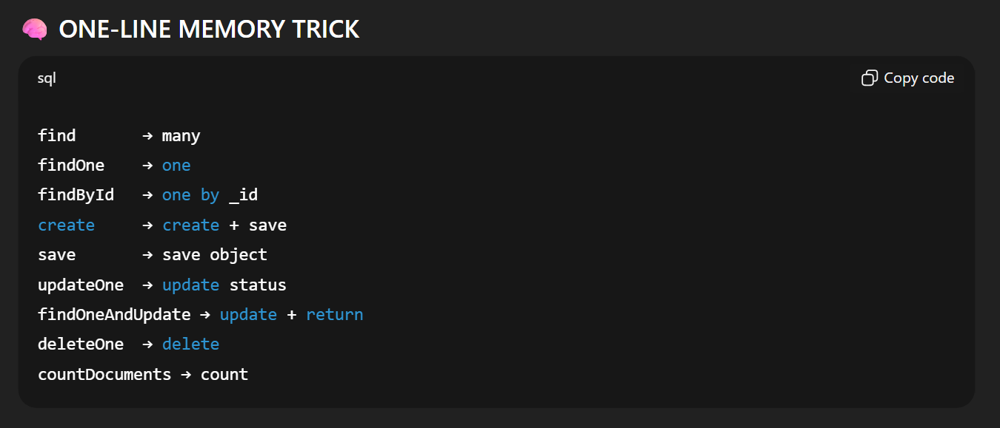 🧠 ONE-LINE MEMORY TRICK
sql
Copy code
find → many
findOne → one
findById → one by _id
create → create + save
save → save object
updateOne → update status
findOneAndUpdate → update + return
deleteOne → delete
countDocuments → count